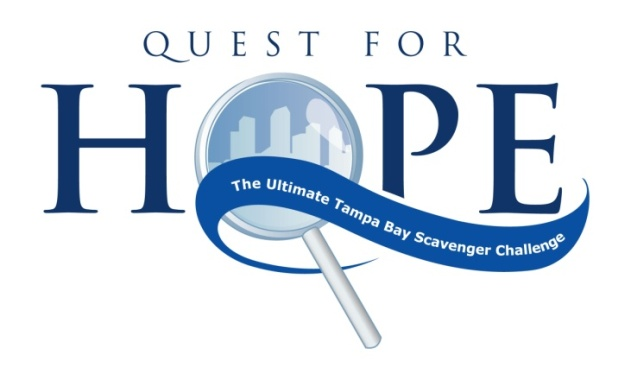 QUEST FOR
HOPE
The Ultimate Tampa Bay Scavenger Challenge